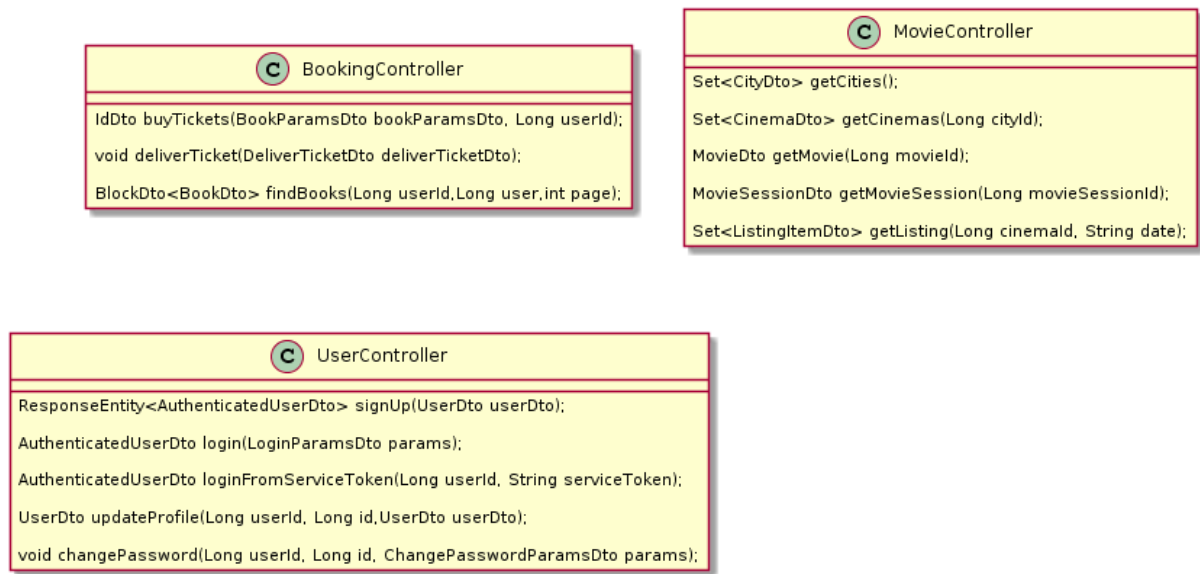 C BookingController
IdDto buyTickets(BookParamsDto bookParamsDto, Long userId);
void deliverTicket(DeliverTicketDto deliverTicketDto);
BlockDto<BookDto> findBooks(Long userId,Long user,int page);
C MovieController
Set<CityDto> getCities();
Set<CinemaDto> getCinemas(Long cityId);
MovieDto getMovie(Long movieId);
MovieSessionDto getMovieSession(Long movieSessionId);
Set<ListingItemDto> getListing(Long cinemaId, String date);
C UserController
ResponseEntity<AuthenticatedUserDto> signUp(UserDto userDto);
AuthenticatedUserDto login(LoginParamsDto params);
AuthenticatedUserDto loginFromServiceToken(Long userId, String serviceToken);
UserDto updateProfile(Long userId, Long id,UserDto userDto);
void changePassword(Long userId, Long id, ChangePasswordParamsDto params);